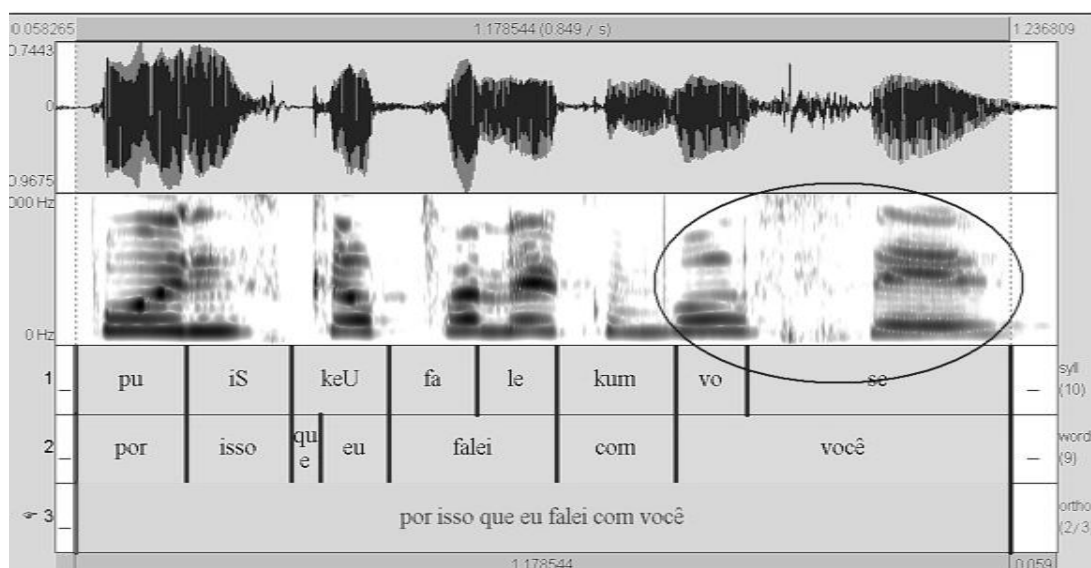 0.058265 1.178544 (0.849 / s) 1.236809
0.7443
0
0.9675
000 Hz
0 Hz
1 – pu iS keU fa le kum vo se – syll (10)
2 – por isso que eu falei com você – word (9)
3 – por isso que eu falei com você ortho (2/3
1.178544 0.059